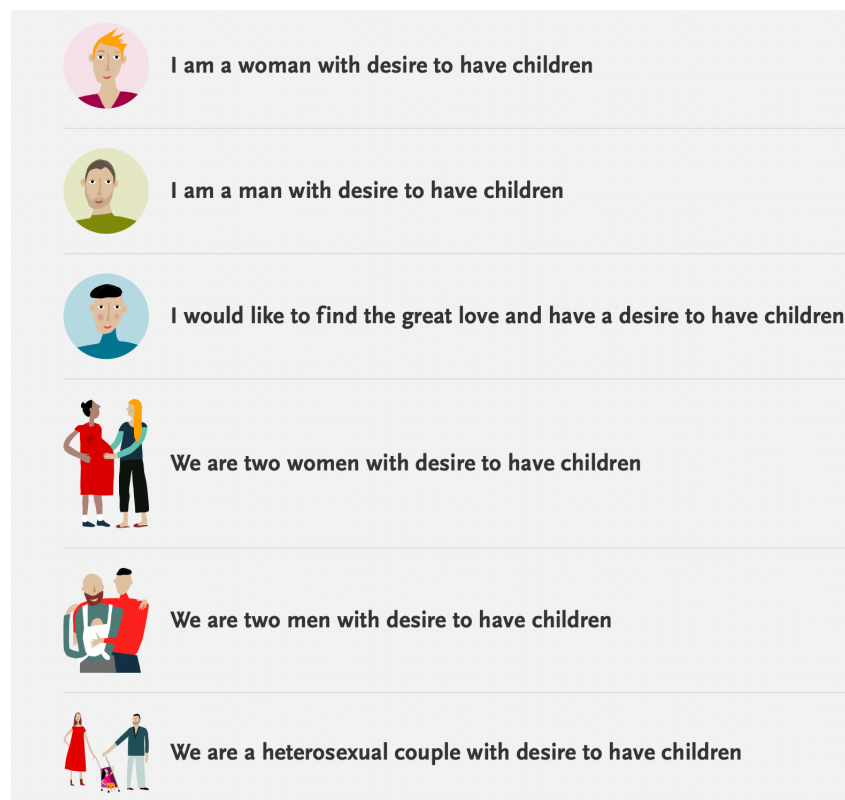 I am a woman with desire to have children
I am a man with desire to have children
I would like to find the great love and have a desire to have children
We are two women with desire to have children
We are two men with desire to have children
We are a heterosexual couple with desire to have children